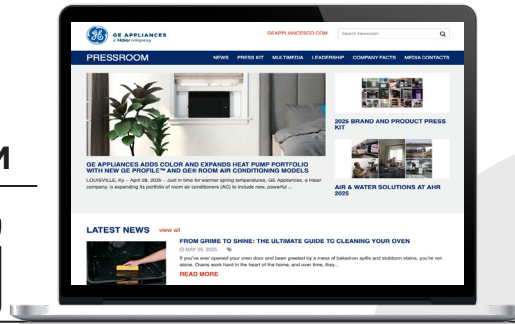 GE APPLIANCES
a Haier company
GEAPPLIANCESCO.COM
Search Newsroom
PRESSROOM
NEWS PRESS KIT MULTIMEDIA LEADERSHIP COMPANY FACTS MEDIA CONTACTS
GE APPLIANCES ADDS COLOR AND EXPANDS HEAT PUMP PORTFOLIO
WITH NEW GE PROFILE™ AND GE® ROOM AIR CONDITIONING MODELS
LOUISVILLE, Ky – April 28, 2025 – Just in time for warmer spring temperatures, GE Appliances, a Haier
company, is expanding its portfolio of room air conditioners (AC) to include new, powerful ...
2025 BRAND AND PRODUCT PRESS
KIT
AIR & WATER SOLUTIONS AT AHR
2025
LATEST NEWS view all
FROM GRIME TO SHINE: THE ULTIMATE GUIDE TO CLEANING YOUR OVEN
MAY 06, 2025
If you've ever opened your oven door and been greeted by a mess of baked-on spills and stubborn stains, you're not
alone. Ovens work hard in the heart of the home, and over time, they...
READ MORE